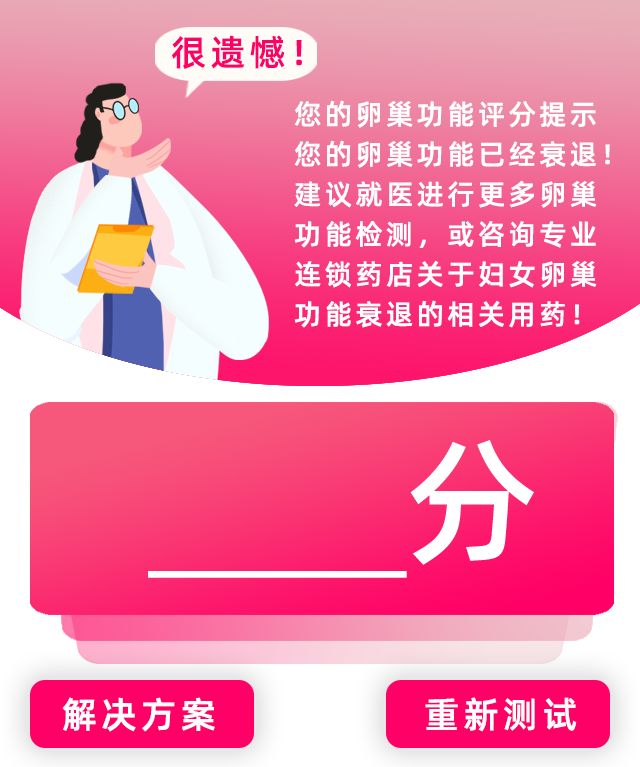 很遗憾！
您的卵巢功能评分提示
您的卵巢功能已经衰退！
建议就医进行更多卵巢
功能检测，或咨询专业
连锁药店关于妇女卵巢
功能衰退的相关用药！
______分
解决方案
重新测试